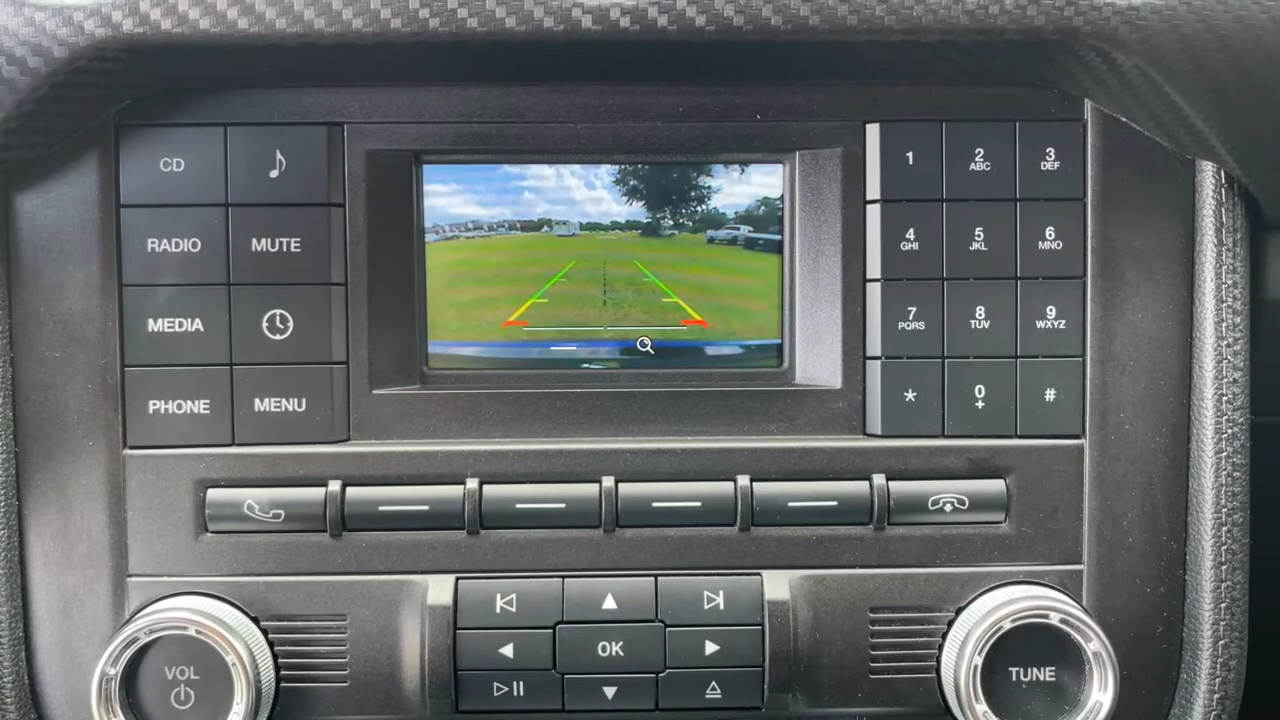 CD
RADIO
MUTE
MEDIA
PHONE
MENU
1
2
ABC
3
DEF
4
GHI
5
JKL
6
MNO
7
PQRS
8
TUV
9
WXYZ
*
0
+
#
OK
VOL
TUNE